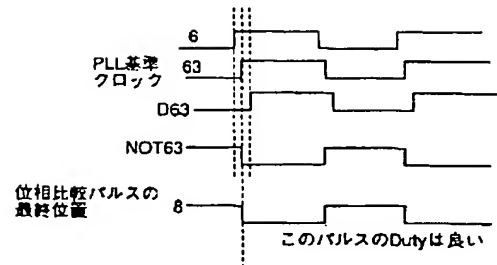 6
PLL基準
クロック
63
D63
NOT63
位相比較パルスの
最終位置
8
このパルスのDutyは良い